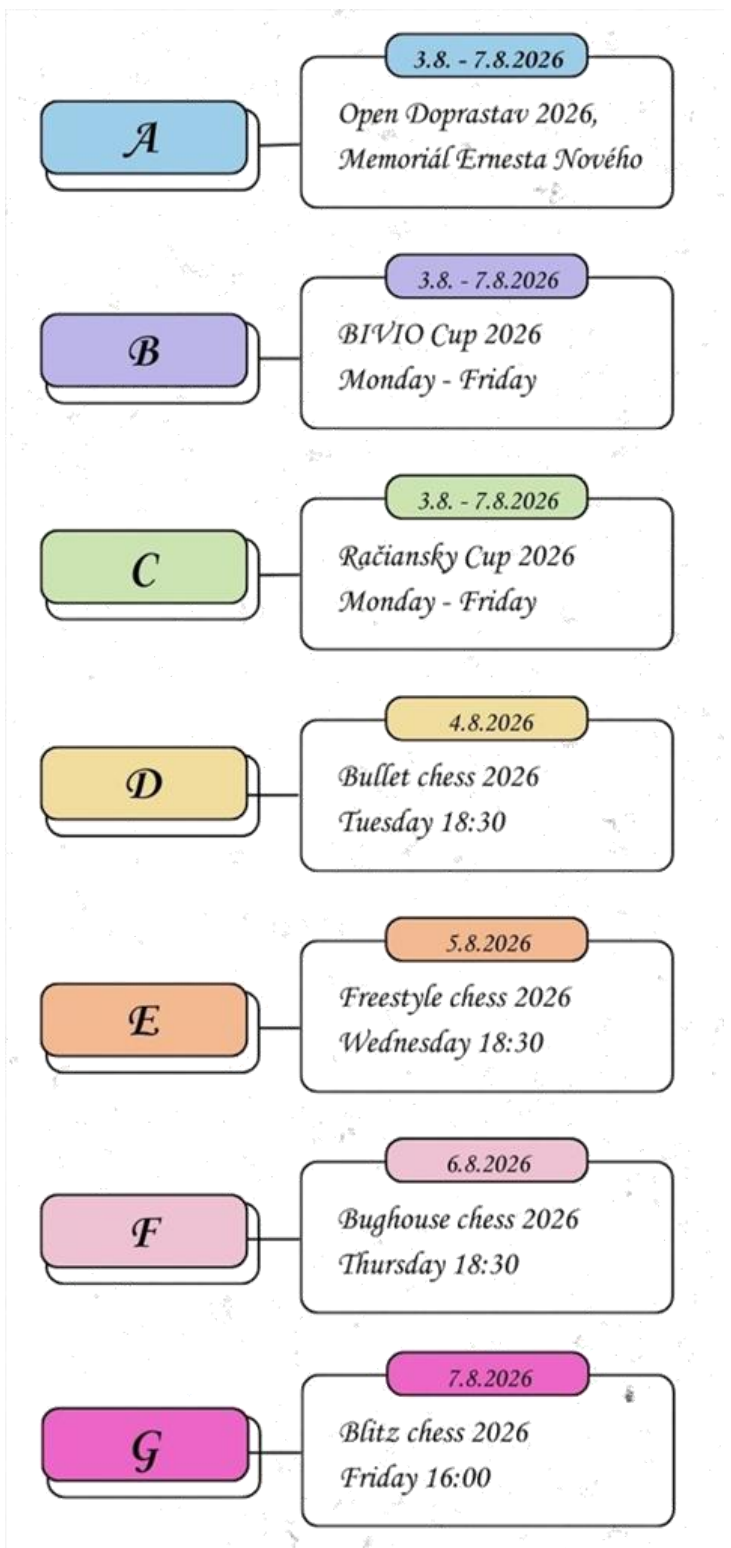 3.8. - 7.8.2026
A
Open Doprastav 2026,
Memoriál Ernesta Nového
3.8. - 7.8.2026
B
BIVIO Cup 2026
Monday - Friday
3.8. - 7.8.2026
C
Račiansky Cup 2026
Monday - Friday
4.8.2026
D
Bullet chess 2026
Tuesday 18:30
5.8.2026
E
Freestyle chess 2026
Wednesday 18:30
6.8.2026
F
Bughouse chess 2026
Thursday 18:30
7.8.2026
G
Blitz chess 2026
Friday 16:00